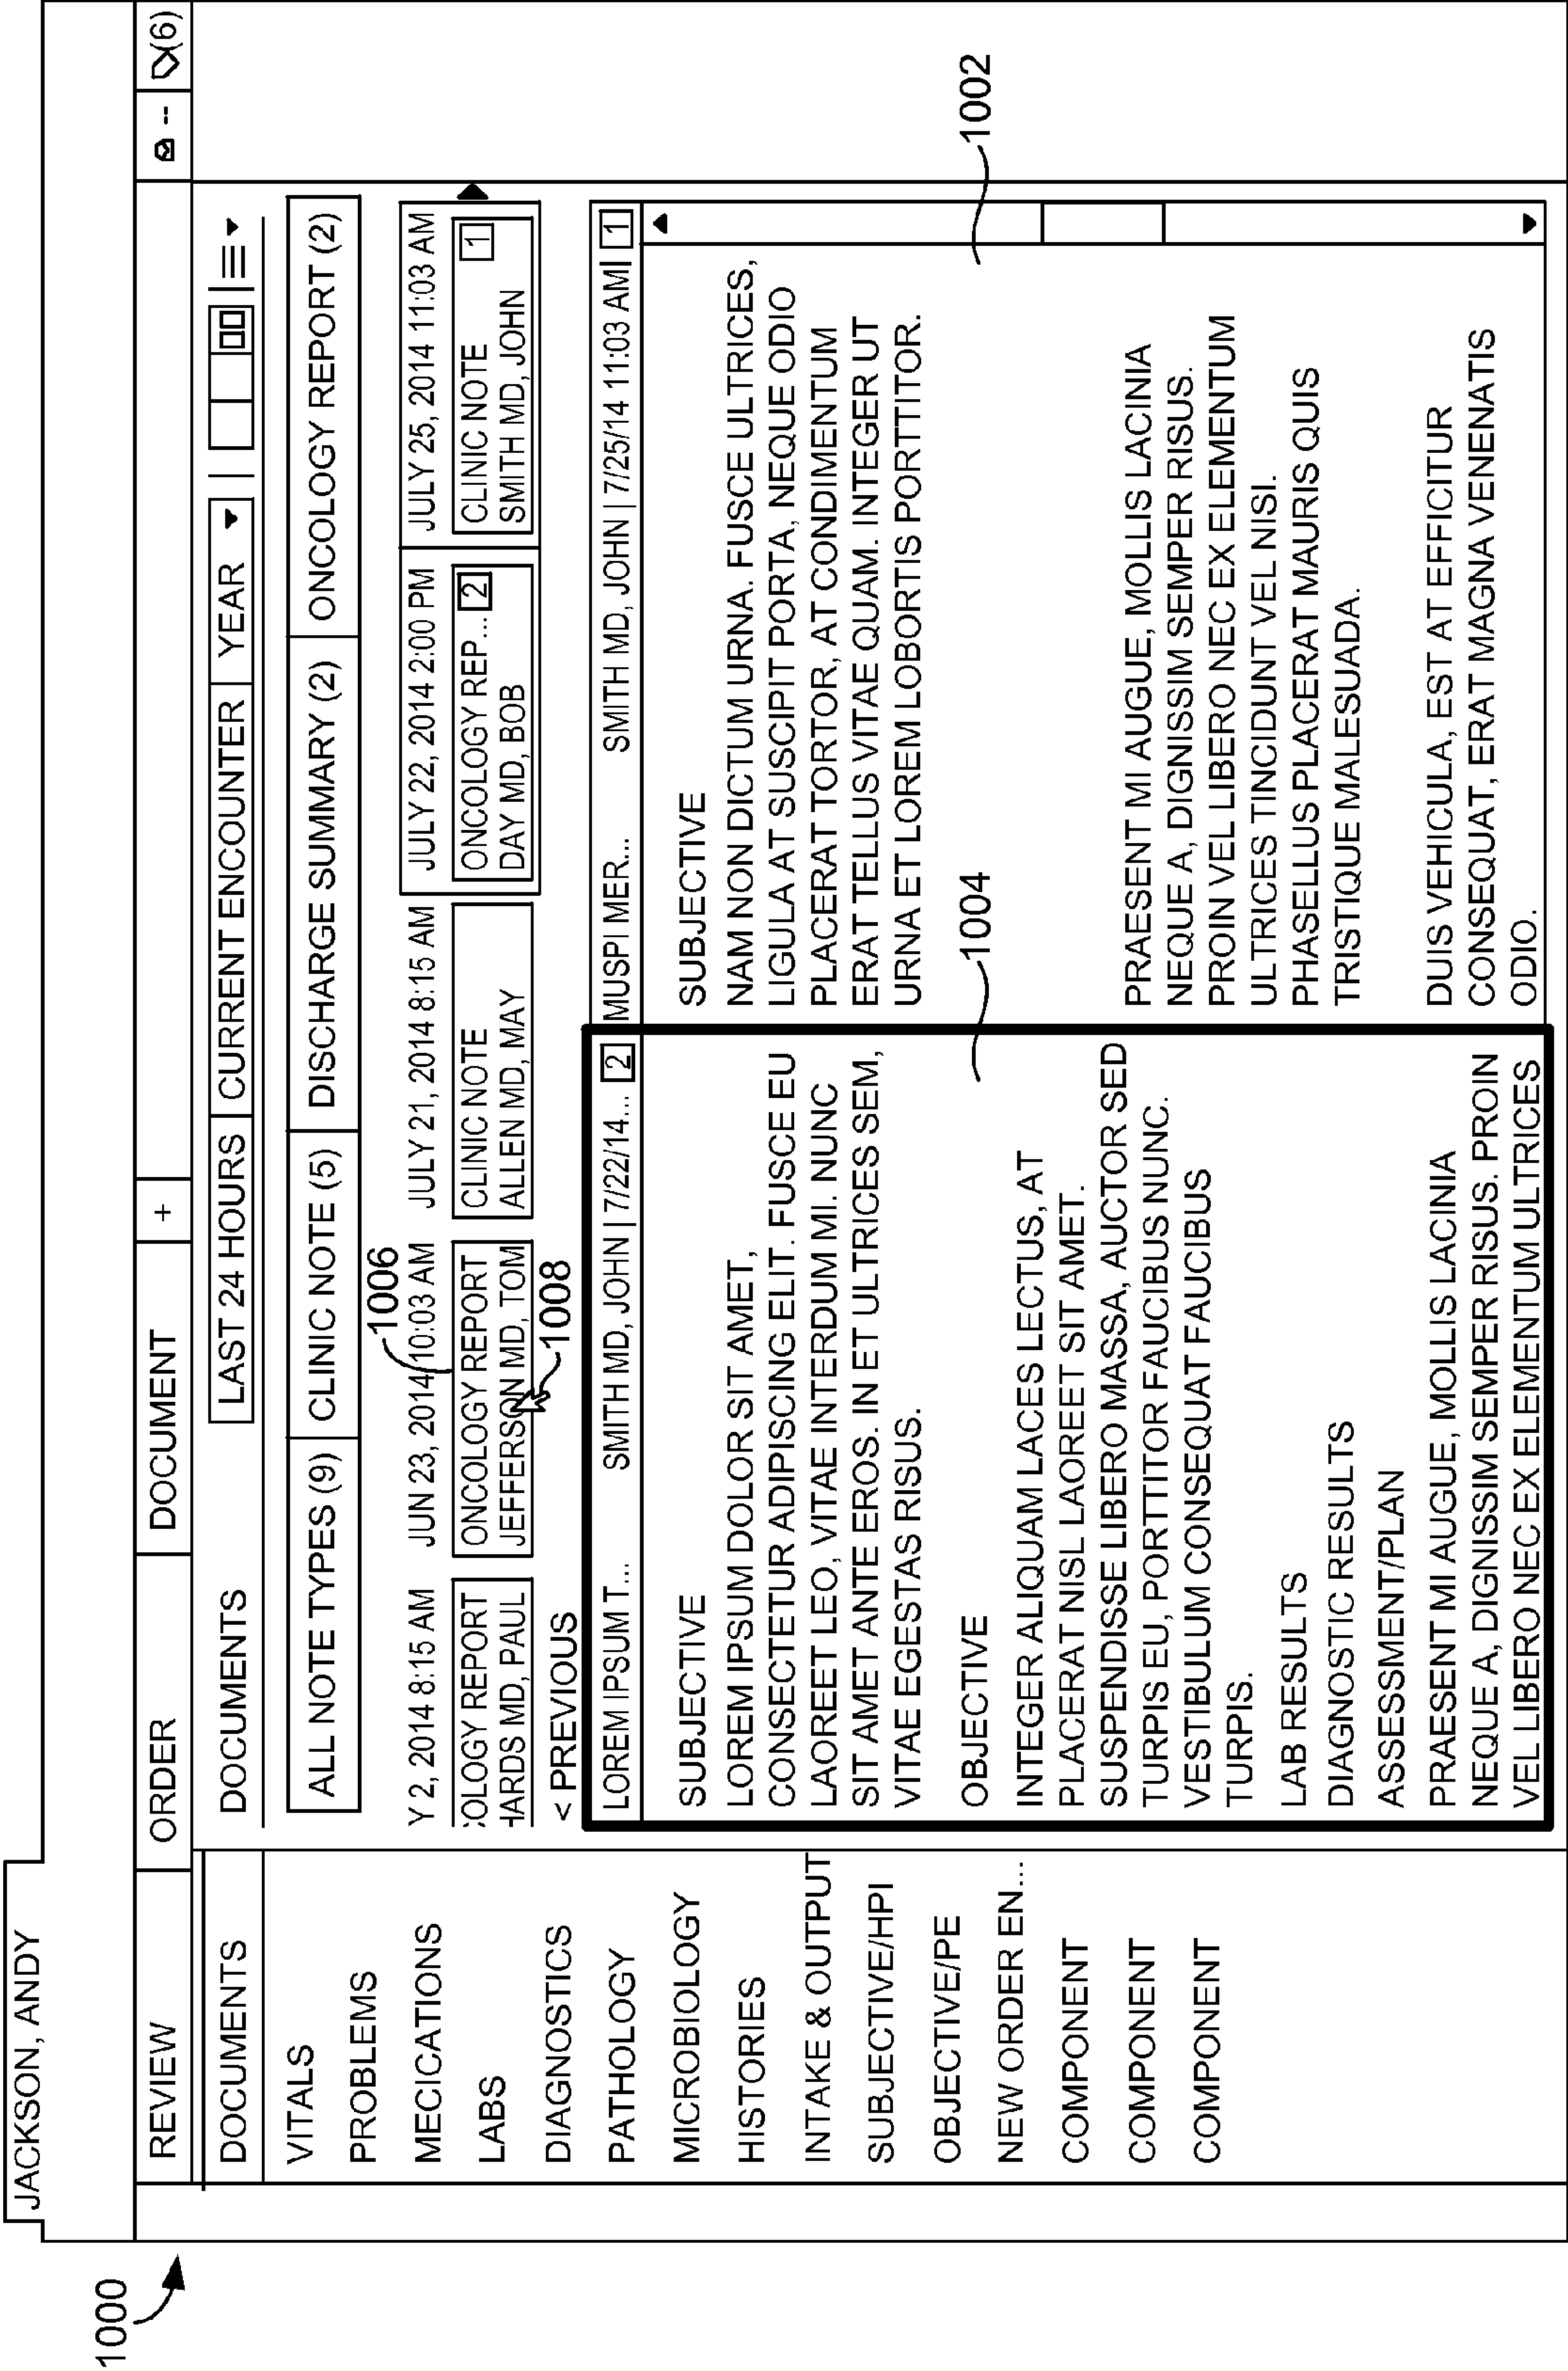 1000
JACKSON, ANDY
REVIEW
ORDER
DOCUMENT
+
--
(6)
DOCUMENTS
VITALS
PROBLEMS
MECICATIONS
LABS
DIAGNOSTICS
PATHOLOGY
MICROBIOLOGY
HISTORIES
INTAKE & OUTPUT
SUBJECTIVE/HPI
OBJECTIVE/PE
NEW ORDER EN...
COMPONENT
COMPONENT
COMPONENT
DOCUMENTS
LAST 24 HOURS
CURRENT ENCOUNTER
YEAR
ALL NOTE TYPES (9)
CLINIC NOTE (5)
DISCHARGE SUMMARY (2)
ONCOLOGY REPORT (2)
1006
Y 2, 2014 8:15 AM
OLOGY REPORT
HARDS MD, PAUL
JUN 23, 2014 10:03 AM
ONCOLOGY REPORT
JEFFERSON MD, TOM
1008
JULY 21, 2014 8:15 AM
CLINIC NOTE
ALLEN MD, MAY
JULY 22, 2014 2:00 PM
ONCOLOGY REP... 2
DAY MD, BOB
JULY 25, 2014 11:03 AM
CLINIC NOTE 1
SMITH MD, JOHN
< PREVIOUS
LOREM IPSUM T... SMITH MD, JOHN | 7/22/14... 2
SUBJECTIVE
LOREM IPSUM DOLOR SIT AMET,
CONSECTETUR ADIPISCING ELIT. FUSCE EU
LAOREET LEO, VITAE INTERDUM MI. NUNC
SIT AMET ANTE EROS. IN ET ULTRICES SEM,
VITAE EGESTAS RISUS.
1004
OBJECTIVE
INTEGER ALIQUAM LACES LECTUS, AT
PLACERAT NISL LAOREET SIT AMET.
SUSPENDISSE LIBERO MASSA, AUCTOR SED
TURPIS EU, PORTTITOR FAUCIBUS NUNC.
VESTIBULUM CONSEQUAT FAUCIBUS
TURPIS.
LAB RESULTS
DIAGNOSTIC RESULTS
ASSESSMENT/PLAN
PRAESENT MI AUGUE, MOLLIS LACINIA
NEQUE A, DIGNISSIM SEMPER RISUS. PROIN
VEL LIBERO NEC EX ELEMENTUM ULTRICES
MUSPI MER... SMITH MD, JOHN | 7/25/14 11:03 AM| 1
SUBJECTIVE
NAM NON DICTUM URNA. FUSCE ULTRICES,
LIGULA AT SUSCIPIT PORTA, NEQUE ODIO
PLACERAT TORTOR, AT CONDIMENTUM
ERAT TELLUS VITAE QUAM. INTEGER UT
URNA ET LOREM LOBORTIS PORTTITOR.
1002
PRAESENT MI AUGUE, MOLLIS LACINIA
NEQUE A, DIGNISSIM SEMPER RISUS.
PROIN VEL LIBERO NEC EX ELEMENTUM
ULTRICES TINCIDUNT VEL NISI.
PHASELLUS PLACERAT MAURIS QUIS
TRISTIQUE MALESUADA.
DUIS VEHICULA, EST AT EFFICITUR
CONSEQUAT, ERAT MAGNA VENENATIS
ODIO.